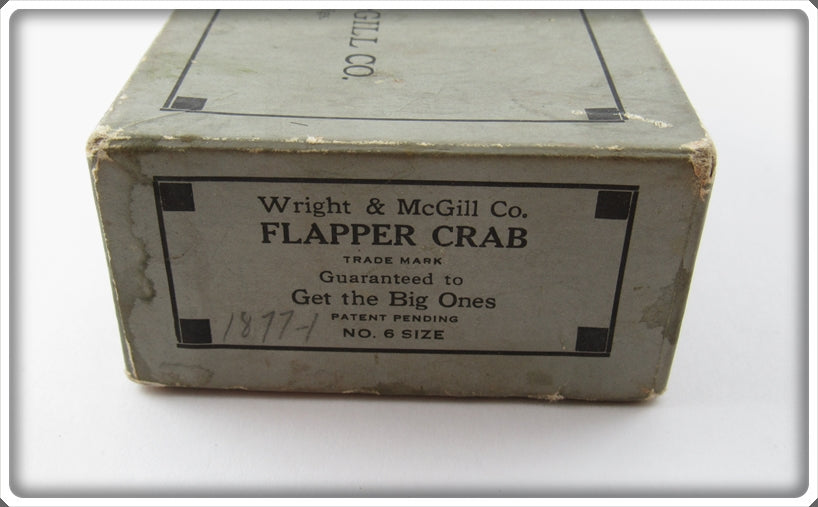 GILL CO.
Wright & McGill Co.
FLAPPER CRAB
TRADE MARK
Guaranteed to
Get the Big Ones
PATENT PENDING
NO. 6 SIZE
1877-1